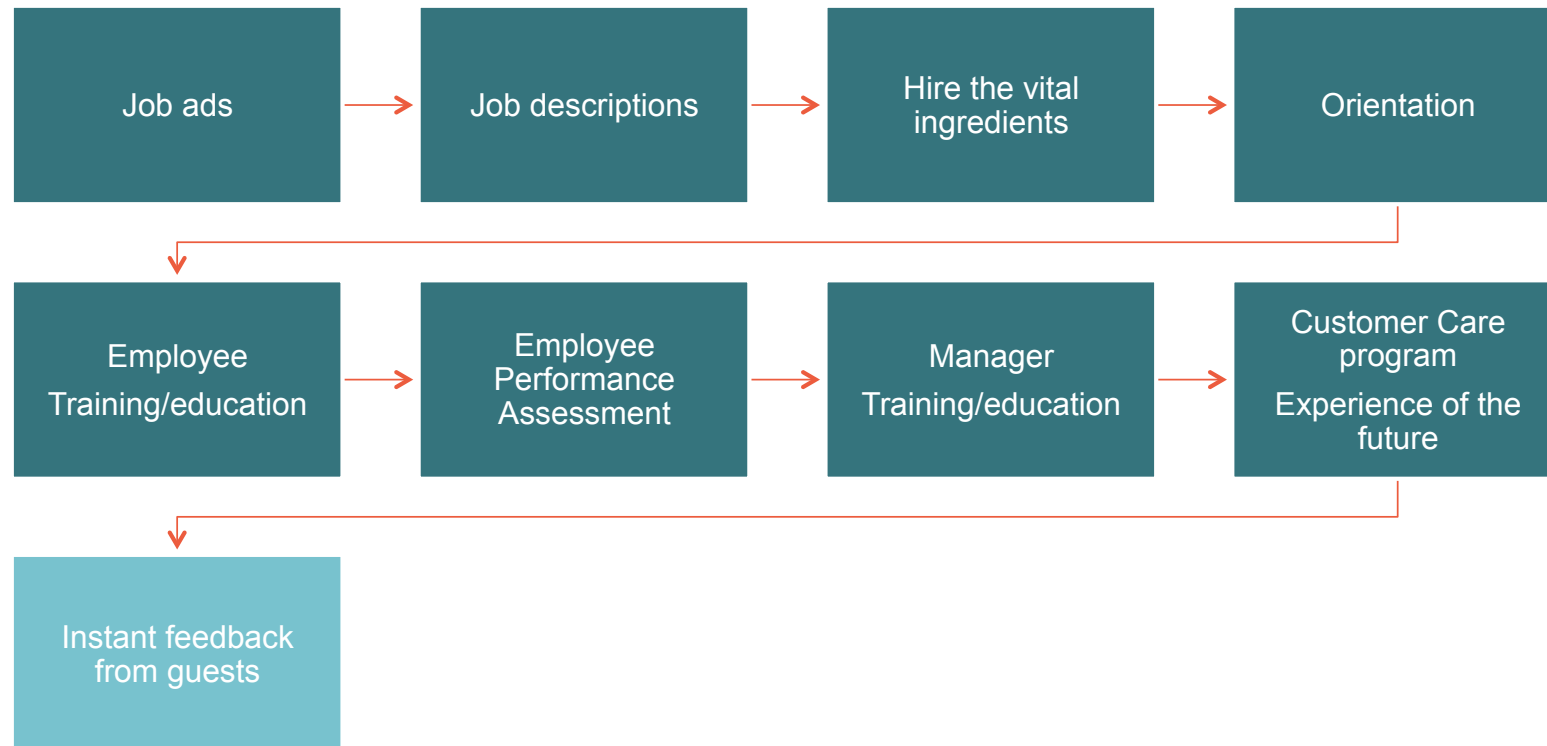 Job ads
Job descriptions
Hire the vital
ingredients
Orientation
Employee
Training/education
Employee
Performance
Assessment
Manager
Training/education
Customer Care
program
Experience of the
future
Instant feedback
from guests